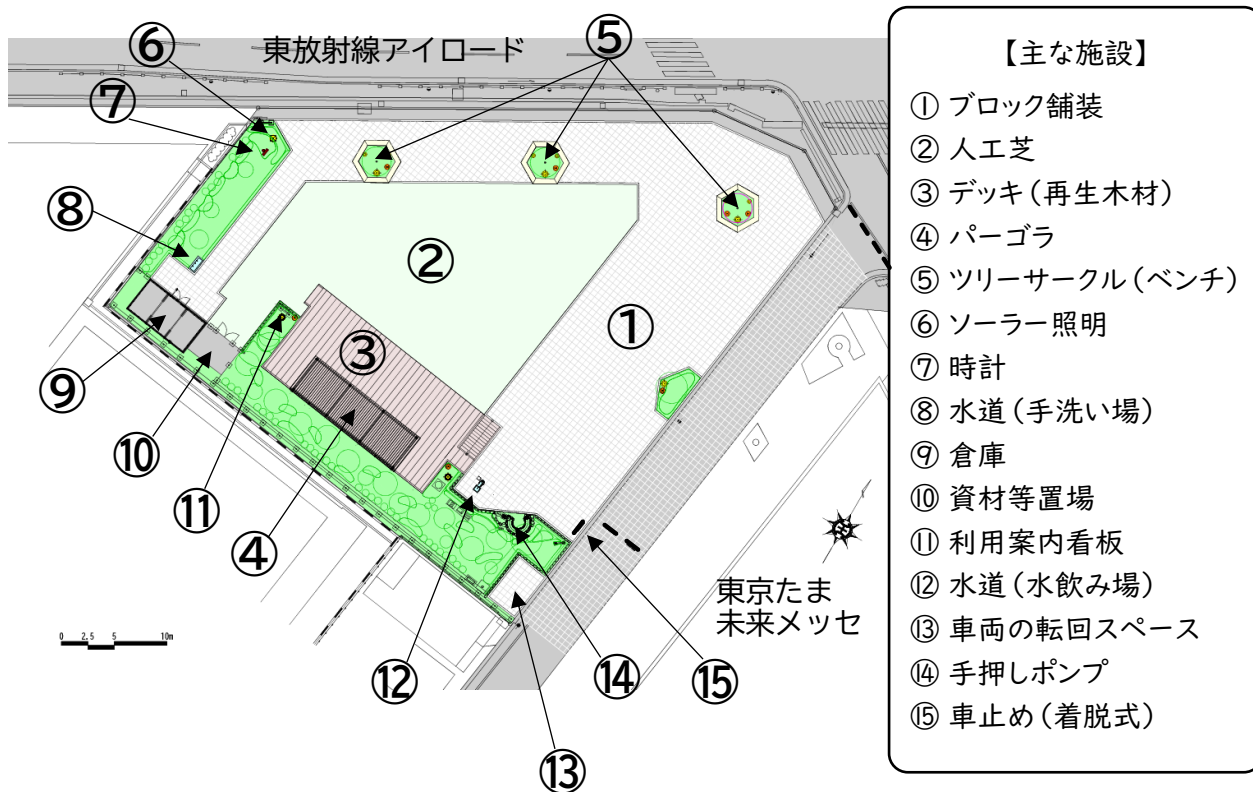 東放射線アイロード
⑤
⑥
⑦
⑧
②
①
③
⑨
⑩
⑪
④
東京たま
未来メッセ
0 2.5 5 10m
⑫
⑭
⑮
⑬
【主な施設】
① ブロック舗装
② 人工芝
③ デッキ(再生木材)
④ パーゴラ
⑤ ツリーサークル(ベンチ)
⑥ ソーラー照明
⑦ 時計
⑧ 水道(手洗い場)
⑨ 倉庫
⑩ 資材等置場
⑪ 利用案内看板
⑫ 水道(水飲み場)
⑬ 車両の転回スペース
⑭ 手押しポンプ
⑮ 車止め(着脱式)